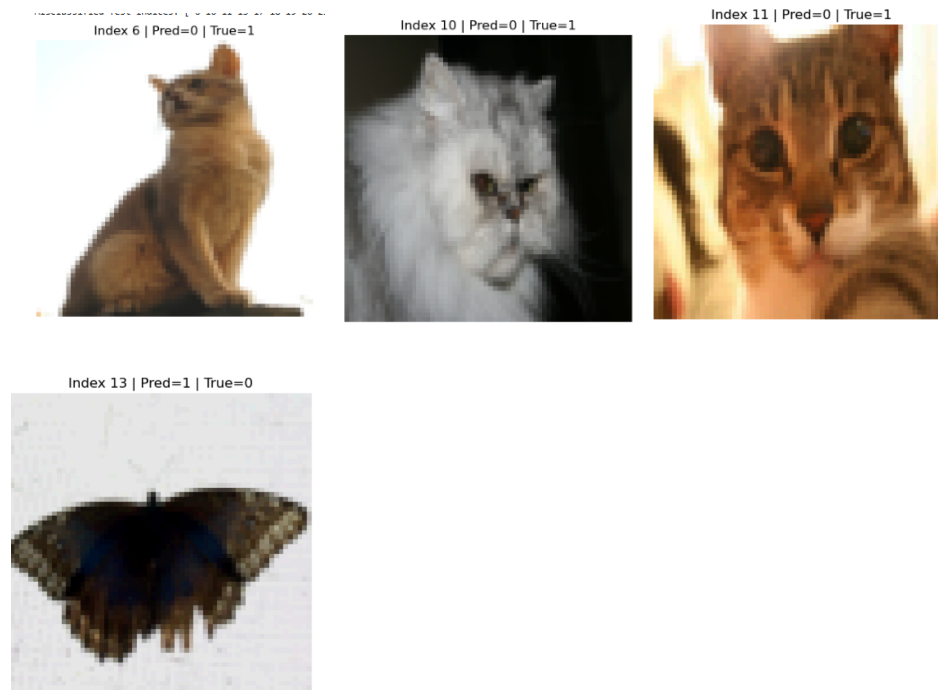 Index 6 | Pred=0 | True=1
Index 10 | Pred=0 | True=1
Index 11 | Pred=0 | True=1
Index 13 | Pred=1 | True=0